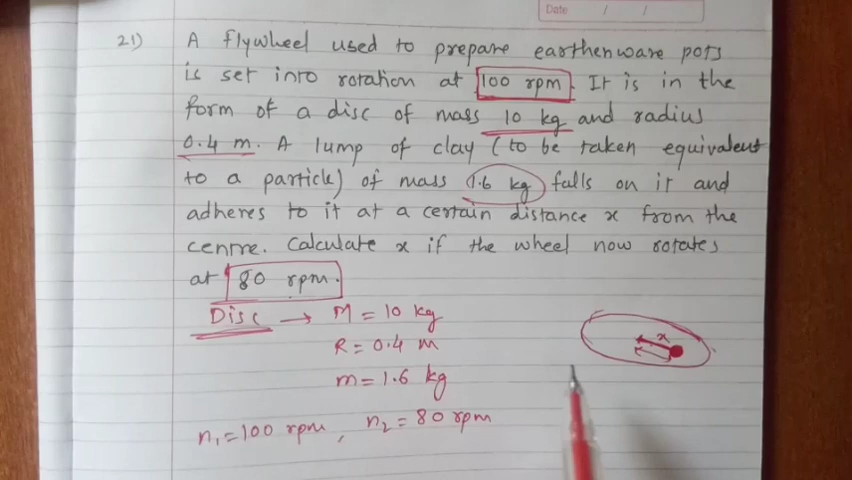 Date / /
21) A flywheel used to prepare earthenware pots
is set into rotation at 100 rpm. It is in the
form of a disc of mass 10 kg and radius
0.4 m. A lump of clay (to be taken equivalent
to a particle) of mass 1.6 kg falls on it and
adheres to it at a certain distance x from the
centre. Calculate x if the wheel now rotates
at 80 rpm.
Disc → M = 10 kg
R = 0.4 m
x
m = 1.6 kg
n₁ = 100 rpm, n₂ = 80 rpm